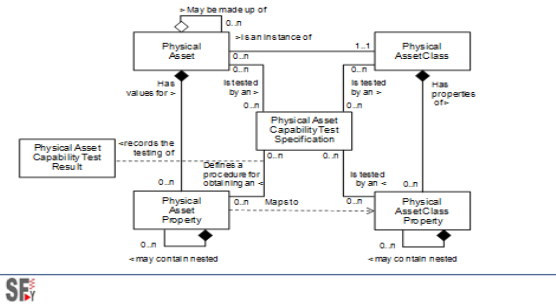 > May be made up of
0..n
Physical
Asset
>is an instance of
0..n
1..1
Physical
AssetClass
0..n
0..n
Has
values for >
Is tested
by an >
Is tested
by an >
Has
properties
of >
0..n
0..n
Physical Asset
Capability Test
Specification
Physical Asset
Capability Test
Result
<records the
testing of
0..n
0..n
Defines a
procedure for
obtaining an <
Is tested
by an <
0..n
0..n
Physical
Asset
Property
0..n
Maps to
0..n
Physical
AssetClass
Property
0..n
0..n
<may contain nested
<may contain nested